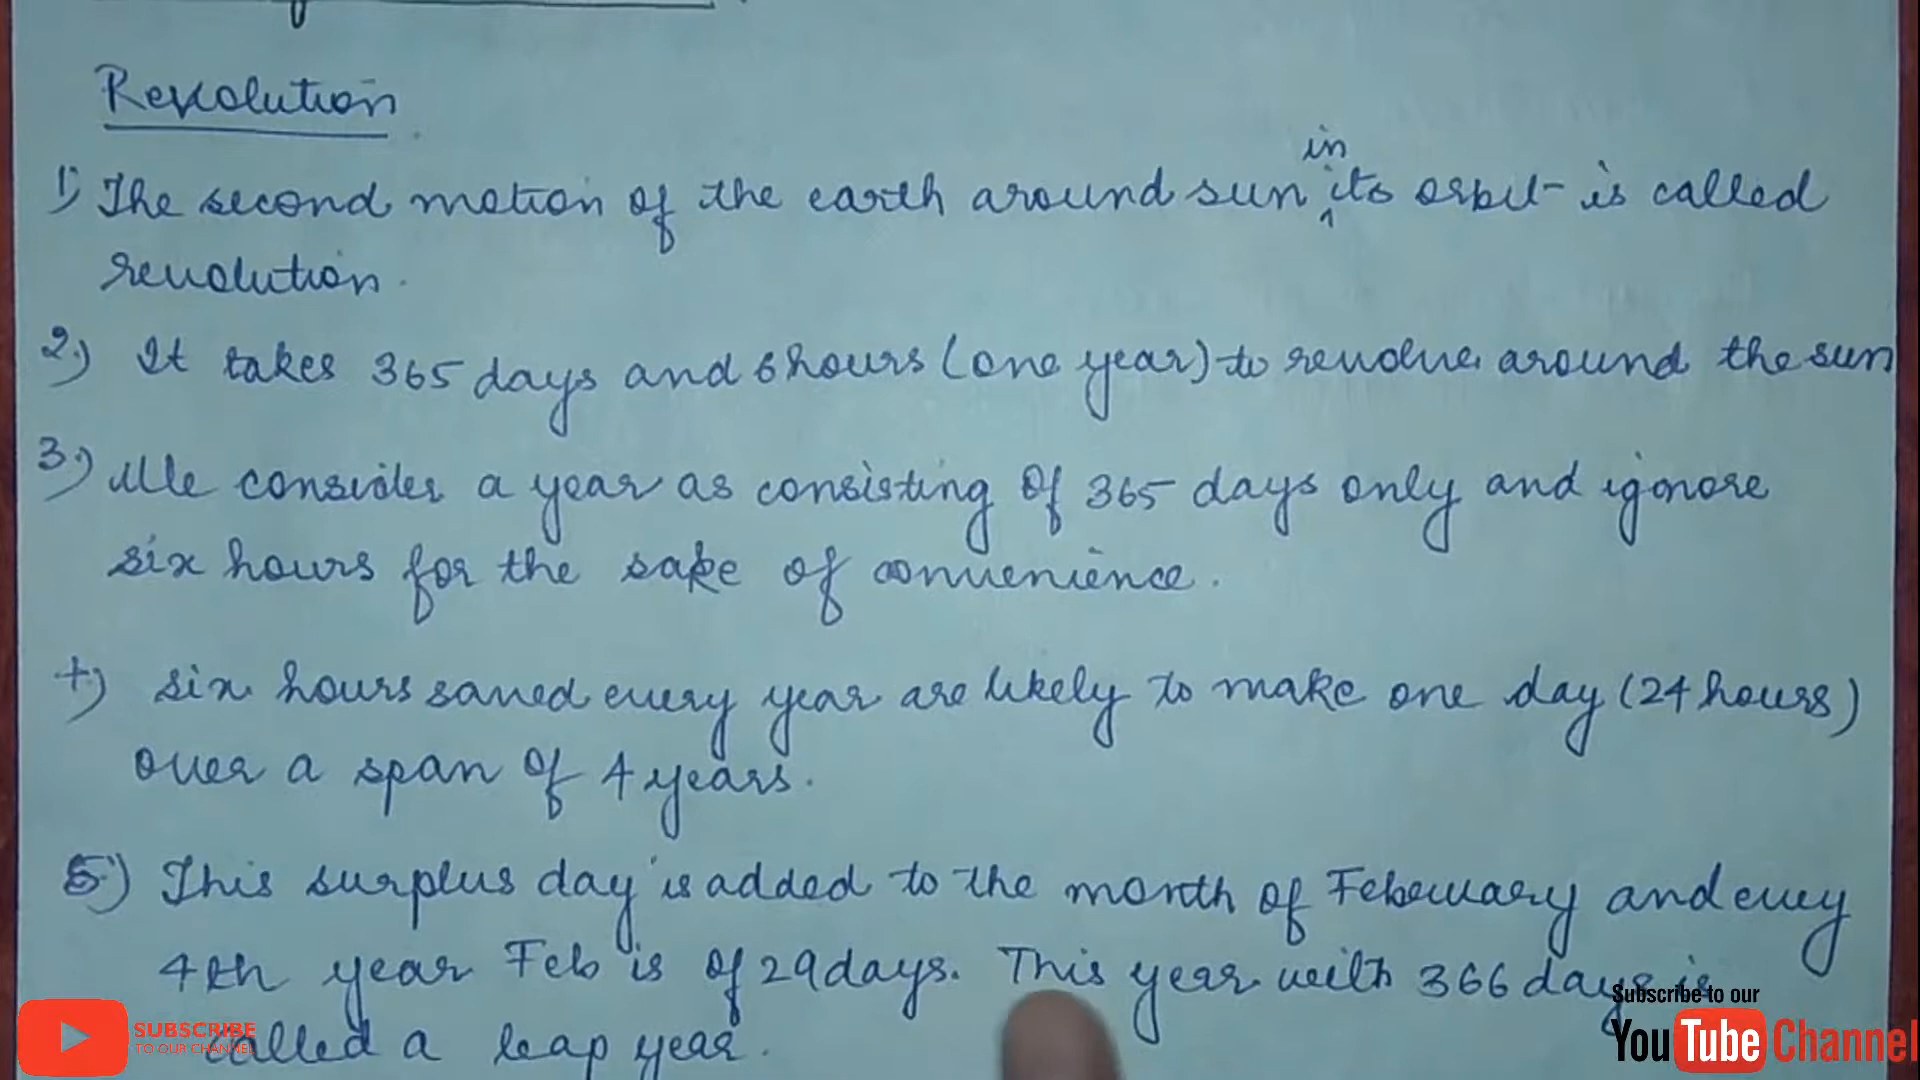 Revolution
1) The second motion of the earth around sun in its orbit is called
revolution.
2.) It takes 365 days and 6 hours (one year) to revolve around the sun
3.) We consider a year as consisting of 365 days only and ignore
six hours for the sake of convenience.
4) six hours saved every year are likely to make one day (24 hours)
over a span of 4 years.
5) This surplus day is added to the month of Feberuary and every
4th year Feb is of 29 days. This year with 366 days is
called a leap year.
SUBSCRIBE
TO OUR CHANNEL
Subscribe to our
YouTube Channel